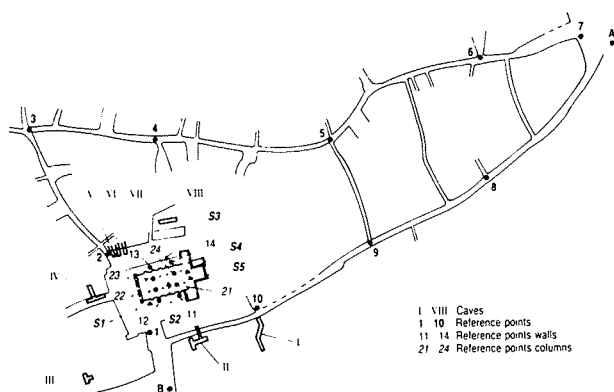 7
A
6
3
4
5
8
V VI VII VIII
S3
14 S4
24
2 13
23 S5
9
IV
22
21
10
S1 12 S2 11
1
I
II
III
B
I VIII Caves
1 10 Reference points
11 14 Reference points walls
21 24 Reference points columns